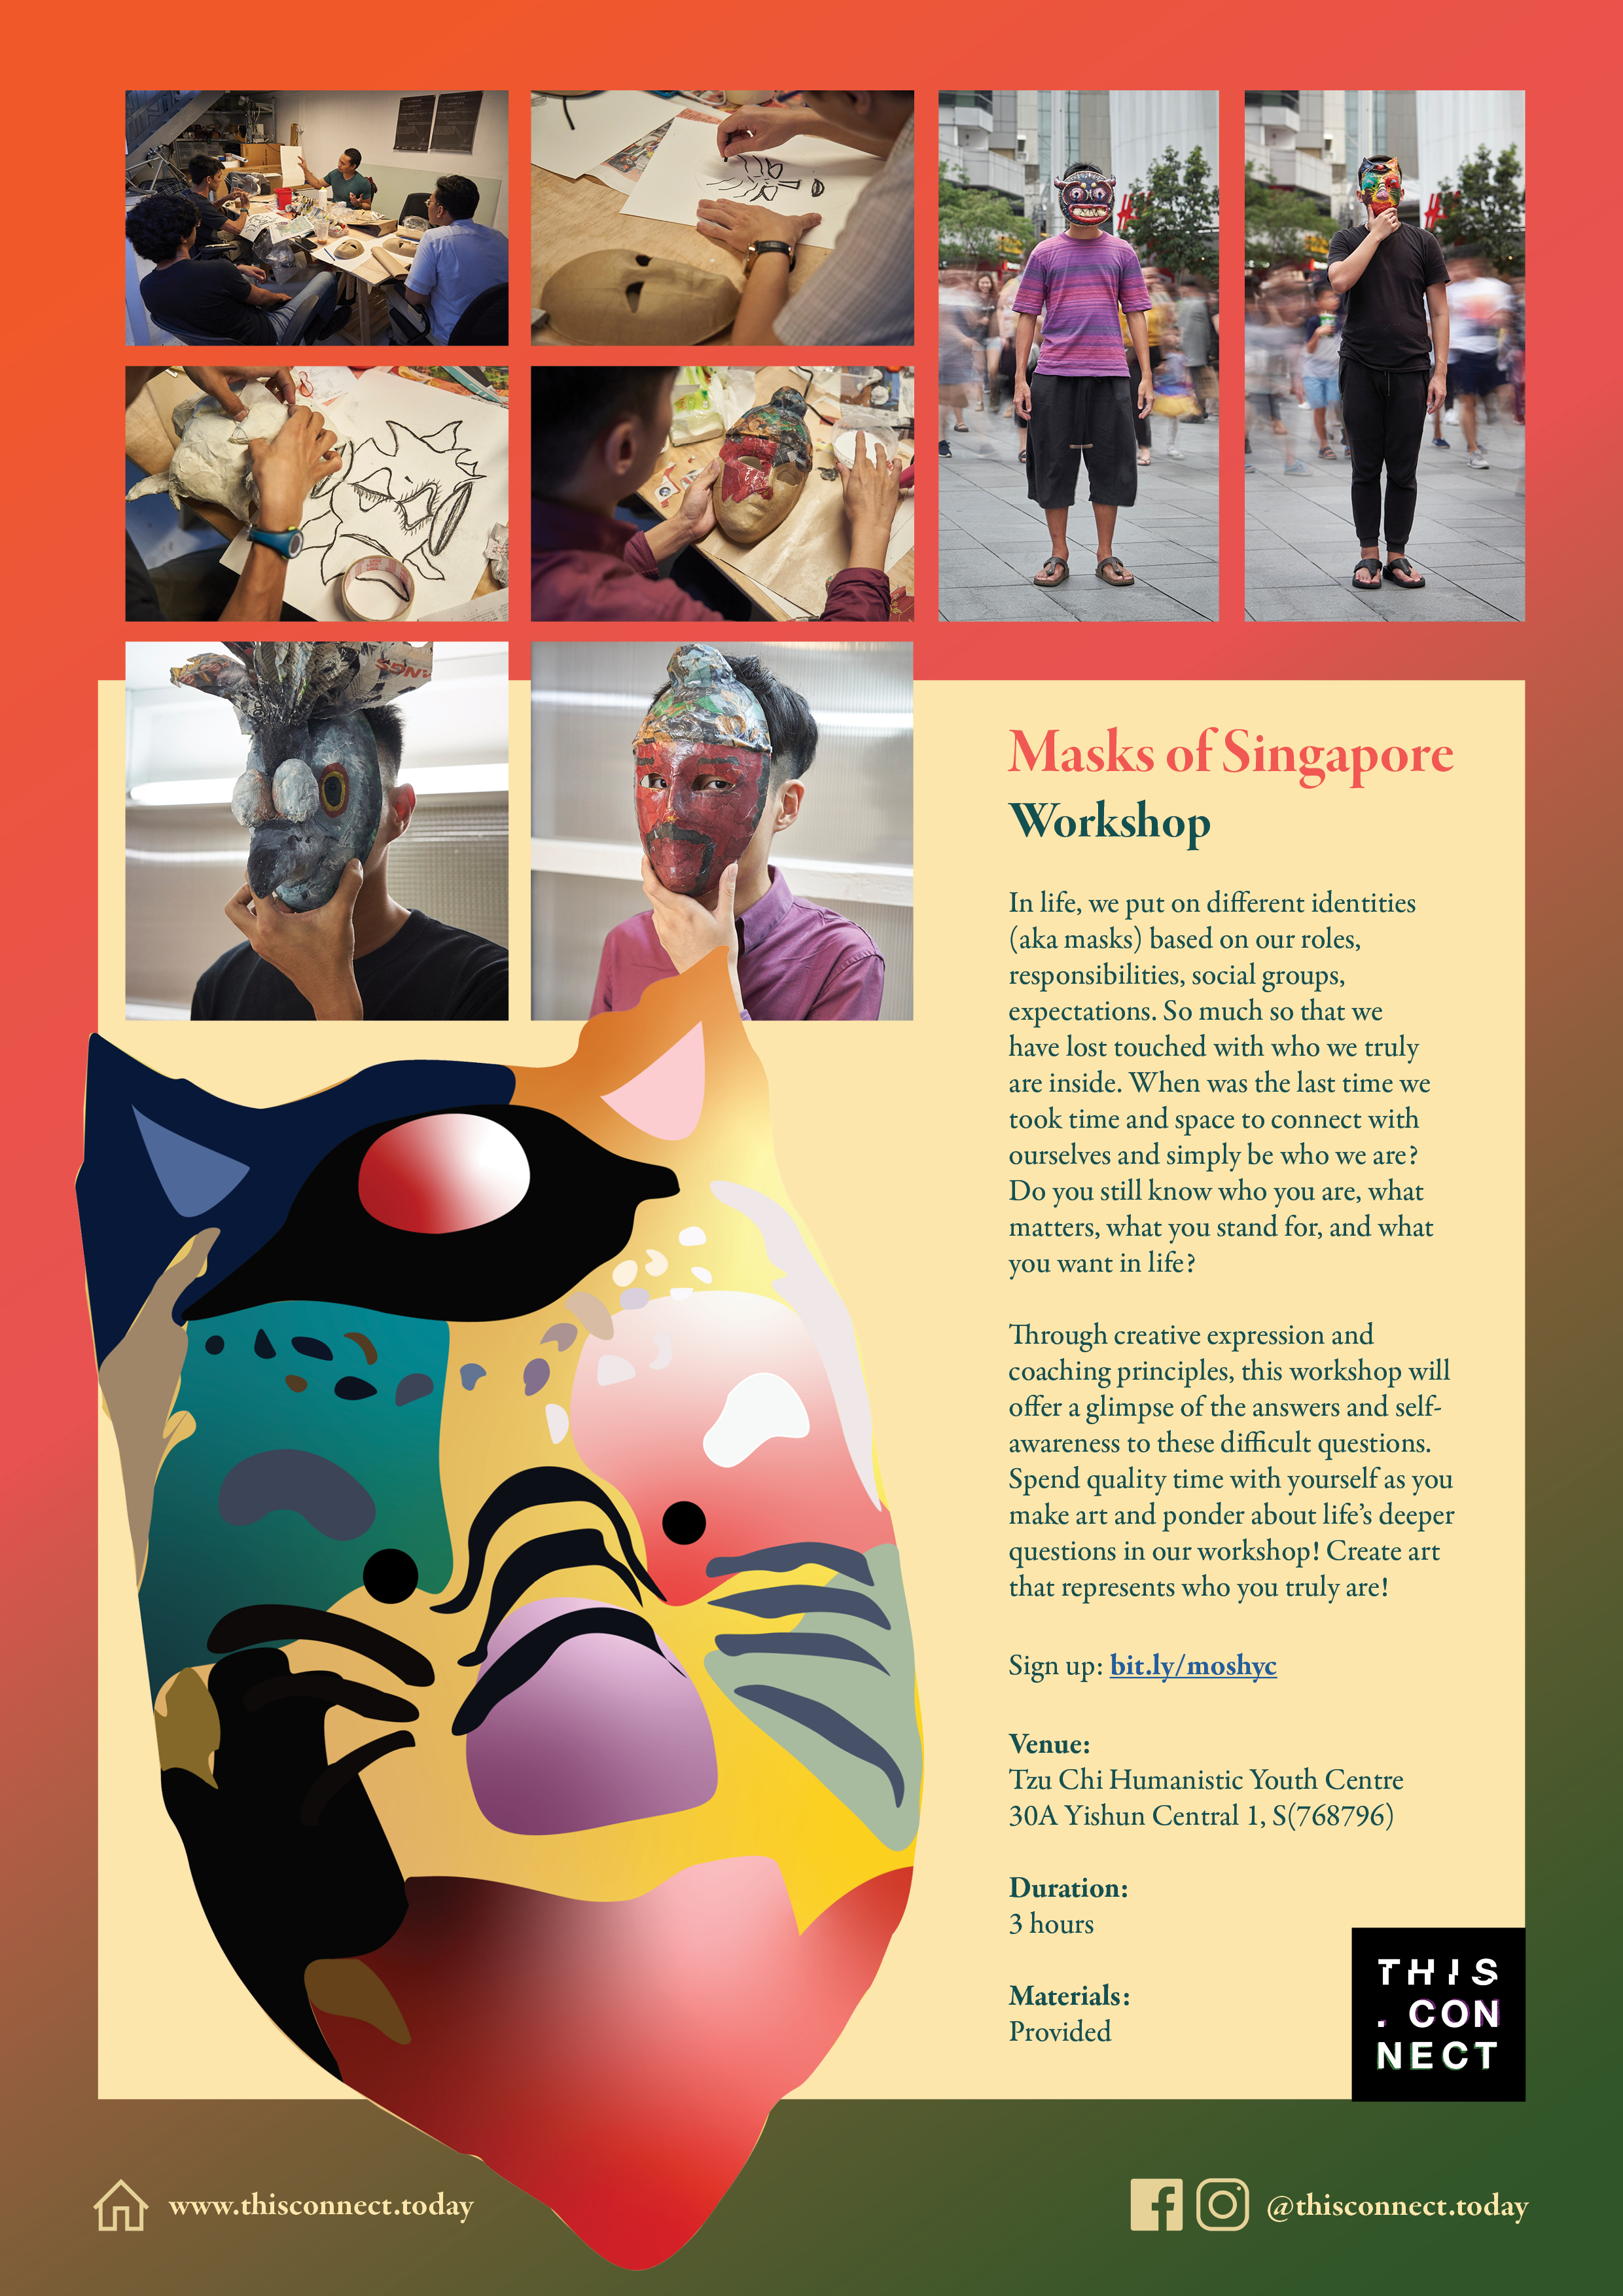 Masks of Singapore
Workshop
In life, we put on different identities
(aka masks) based on our roles,
responsibilities, social groups,
expectations. So much so that we
have lost touched with who we truly
are inside. When was the last time we
took time and space to connect with
ourselves and simply be who we are?
Do you still know who you are, what
matters, what you stand for, and what
you want in life?
Through creative expression and
coaching principles, this workshop will
offer a glimpse of the answers and self-
awareness to these difficult questions.
Spend quality time with yourself as you
make art and ponder about life’s deeper
questions in our workshop! Create art
that represents who you truly are!
Sign up: bit.ly/moshyc
Venue:
Tzu Chi Humanistic Youth Centre
30A Yishun Central 1, S(768796)
Duration:
3 hours
Materials:
Provided
THIS
. CON
NECT
www.thisconnect.today
@thisconnect.today